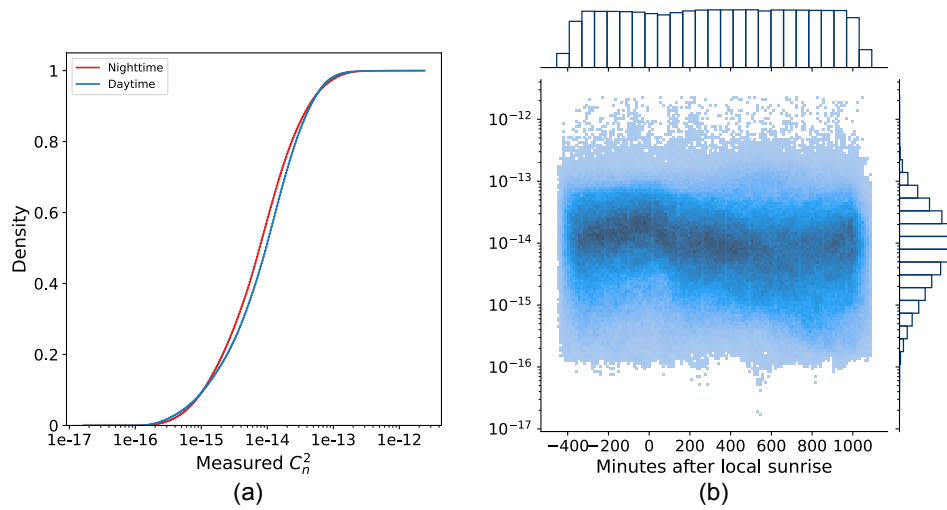 Nighttime
Daytime
1
0.8
0.6
0.4
0.2
0
Density
1e-17 1e-16 1e-15 1e-14 1e-13 1e-12
Measured $C_n^2$
(a)
10⁻¹²
10⁻¹³
10⁻¹⁴
10⁻¹⁵
10⁻¹⁶
10⁻¹⁷
−400 −200 0 200 400 600 800 1000
Minutes after local sunrise
(b)